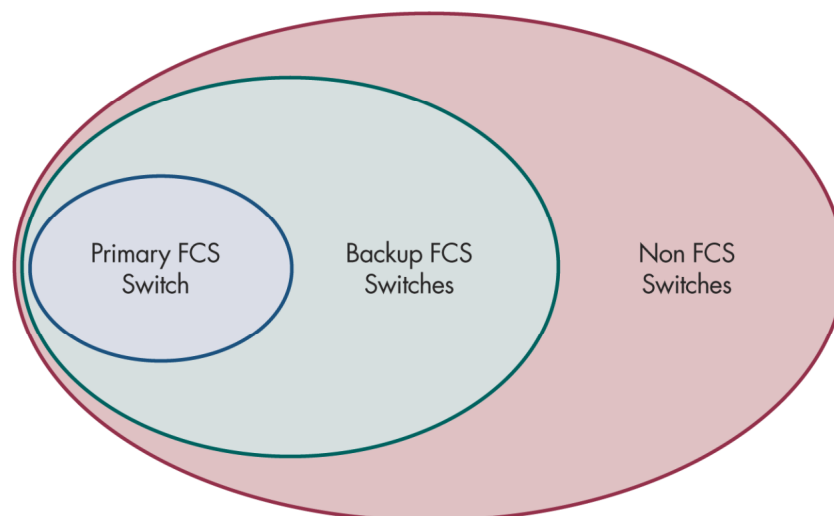 Primary FCS
Switch
Backup FCS
Switches
Non FCS
Switches